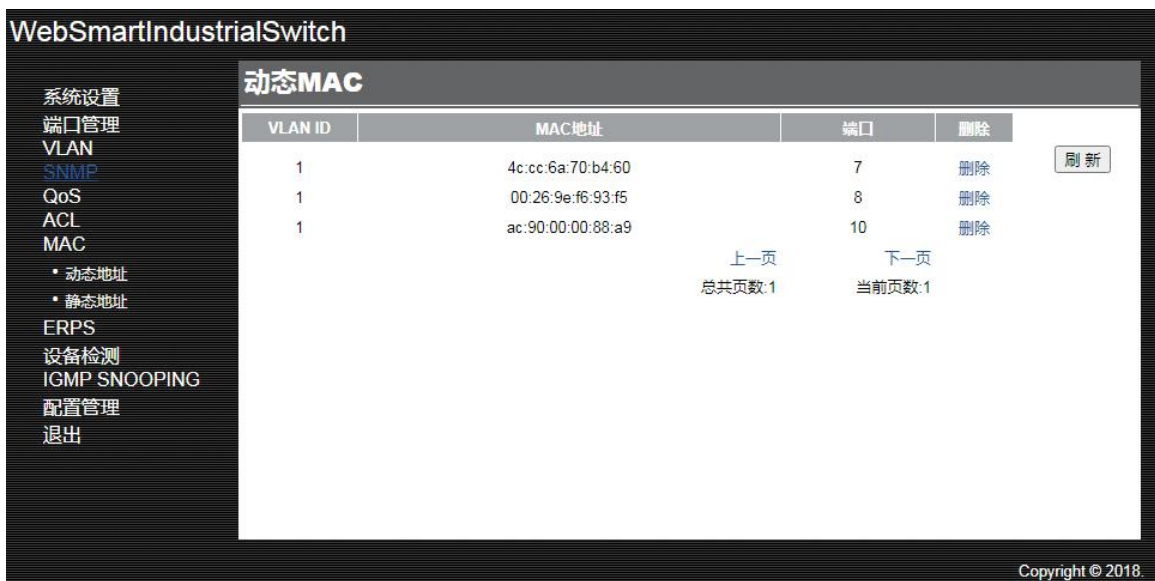 WebSmartIndustrialSwitch
系统设置
端口管理
VLAN
SNMP
QoS
ACL
MAC
• 动态地址
• 静态地址
ERPS
设备检测
IGMP SNOOPING
配置管理
退出
动态MAC
VLAN ID MAC地址 端口 删除
1 4c:cc:6a:70:b4:60 7 删除
1 00:26:9e:f6:93:f5 8 删除
1 ac:90:00:00:88:a9 10 删除
上一页 下一页
总共页数:1 当前页数:1
刷 新
Copyright © 2018.